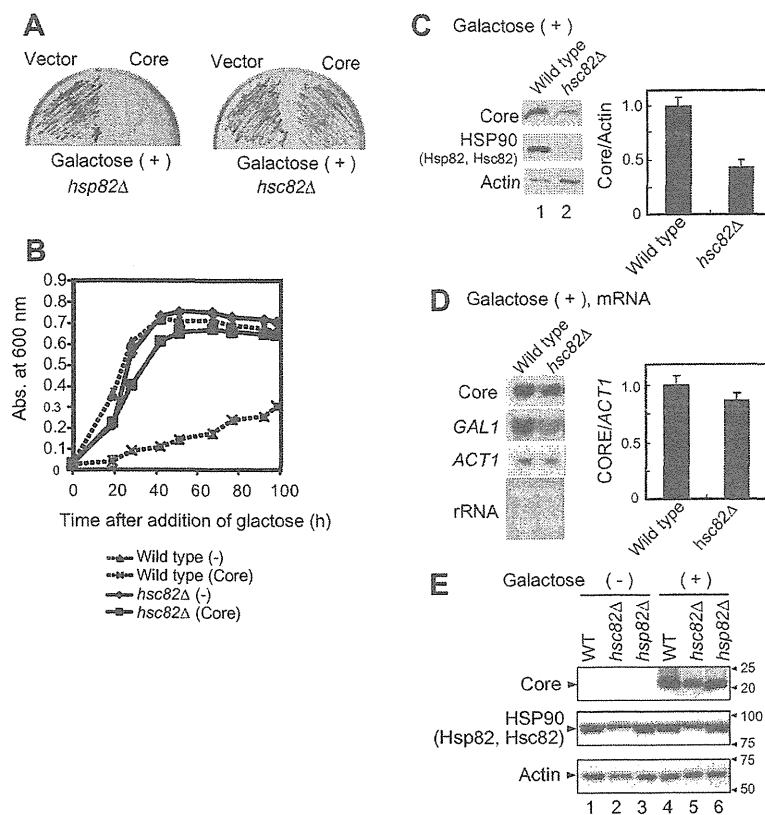 A
Vector Core
Galactose (+)
hsp82Δ
Vector Core
Galactose (+)
hsc82Δ
B
Abs. at 600 nm
0.9
0.8
0.7
0.6
0.5
0.4
0.3
0.2
0.1
0
0 20 40 60 80 100
Time after addition of glactose (h)
Wild type (-)
Wild type (Core)
hsc82Δ (-)
hsc82Δ (Core)
C Galactose (+)
Wild type hsc82Δ
Core
HSP90
(Hsp82, Hsc82)
Actin
1 2
Core/Actin
1.0
0.5
0
Wild type hsc82Δ
D Galactose (+), mRNA
Wild type hsc82Δ
Core
GAL1
ACT1
rRNA
CORE/ACT1
1.0
0.5
0
Wild type hsc82Δ
E Galactose (-) (+)
WT hsc82Δ hsp82Δ WT hsc82Δ hsp82Δ
Core 25
20
HSP90
(Hsp82, Hsc82) 100
75
Actin 75
50
1 2 3 4 5 6